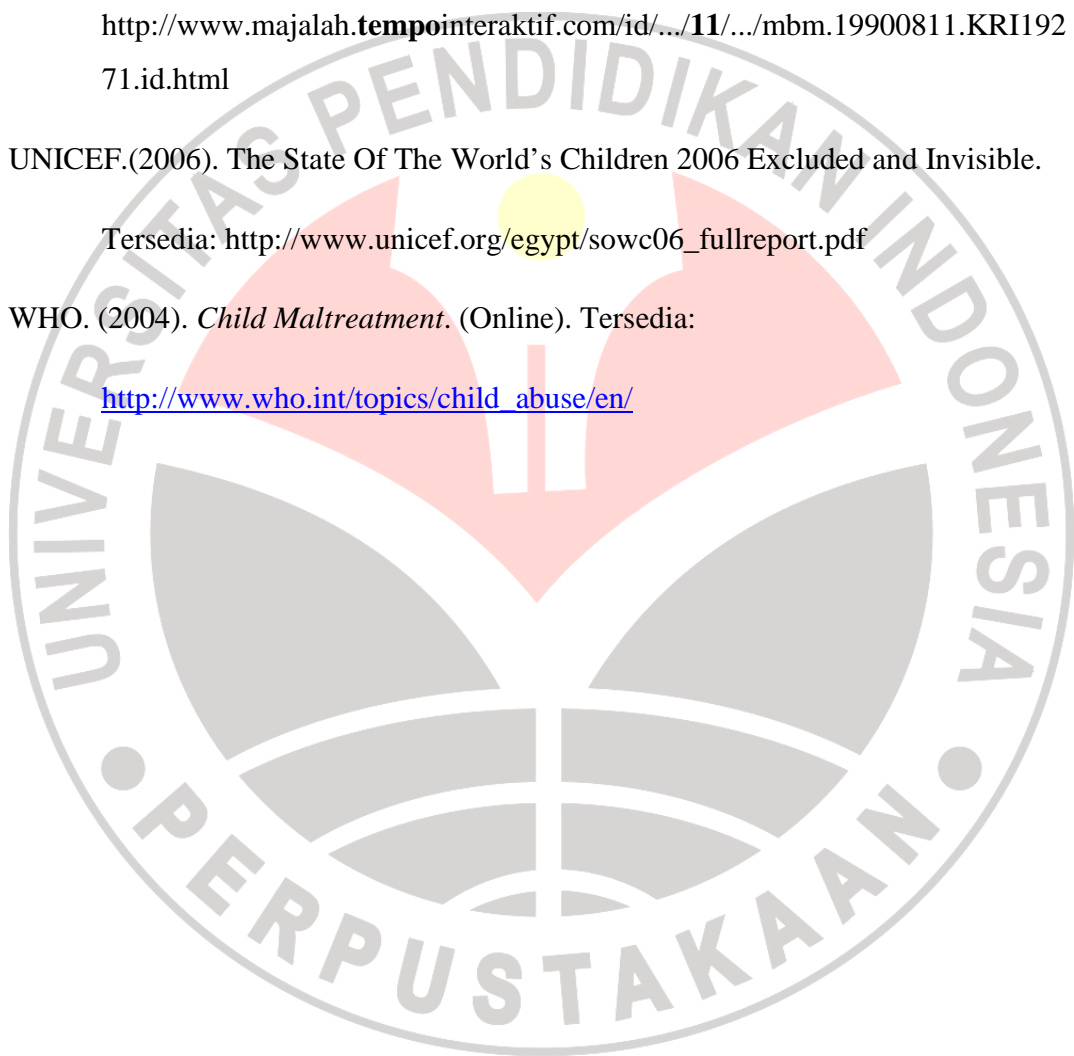 http://www.majalah.tempointeraktif.com/id/.../11/.../mbm.19900811.KRI192
71.id.html
UNICEF.(2006). The State Of The World’s Children 2006 Excluded and Invisible.
Tersedia: http://www.unicef.org/egypt/sowc06_fullreport.pdf
WHO. (2004). Child Maltreatment. (Online). Tersedia:
http://www.who.int/topics/child_abuse/en/
UNIVERSITAS PENDIDIKAN INDONESIA
PERPUSTAKAAN